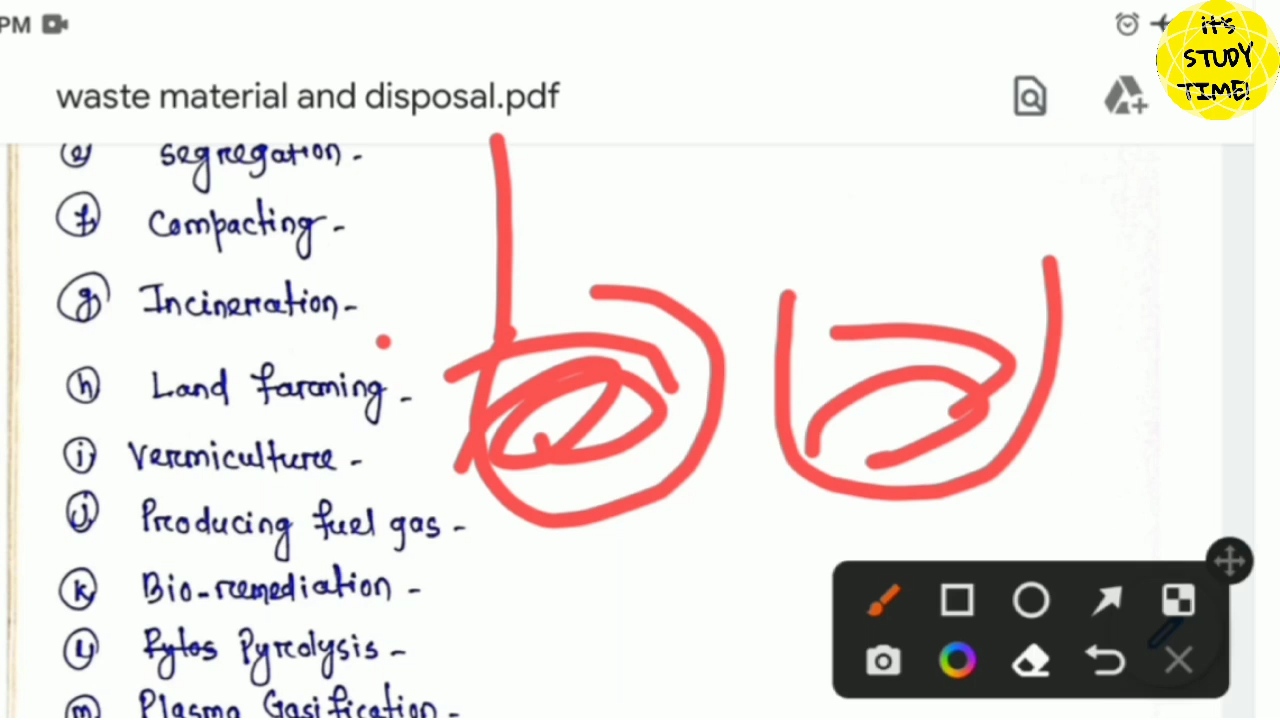 PM
It's
STUDY
TIME!
waste material and disposal.pdf
(e) Segregation -
(f) Compacting -
(g) Incineration -
(h) Land farming -
(i) Vermiculture -
(j) Producing fuel gas -
(k) Bio-remediation -
(l) Pylos Pyrolysis -
(m) Plasma Gasification -